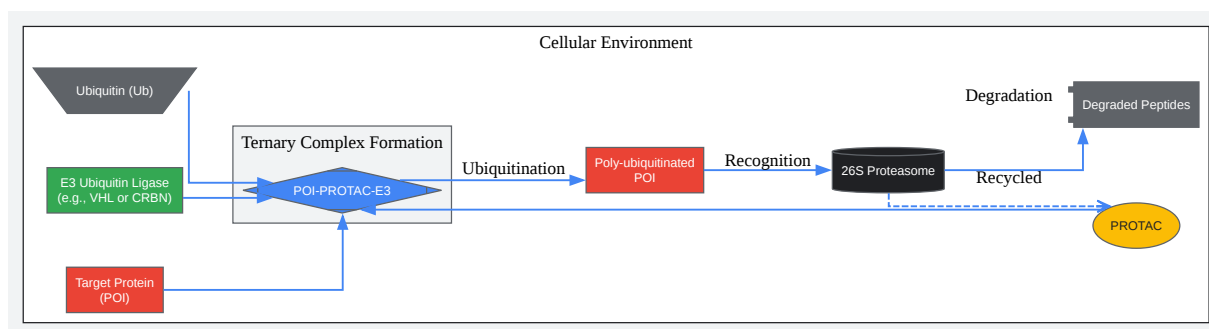 Cellular Environment
Ubiquitin (Ub)
Degradation
Degraded Peptides
Ternary Complex Formation
E3 Ubiquitin Ligase
(e.g., VHL or CRBN)
POI-PROTAC-E3
Ubiquitination
Poly-ubiquitinated
POI
Recognition
26S Proteasome
Recycled
PROTAC
Target Protein
(POI)